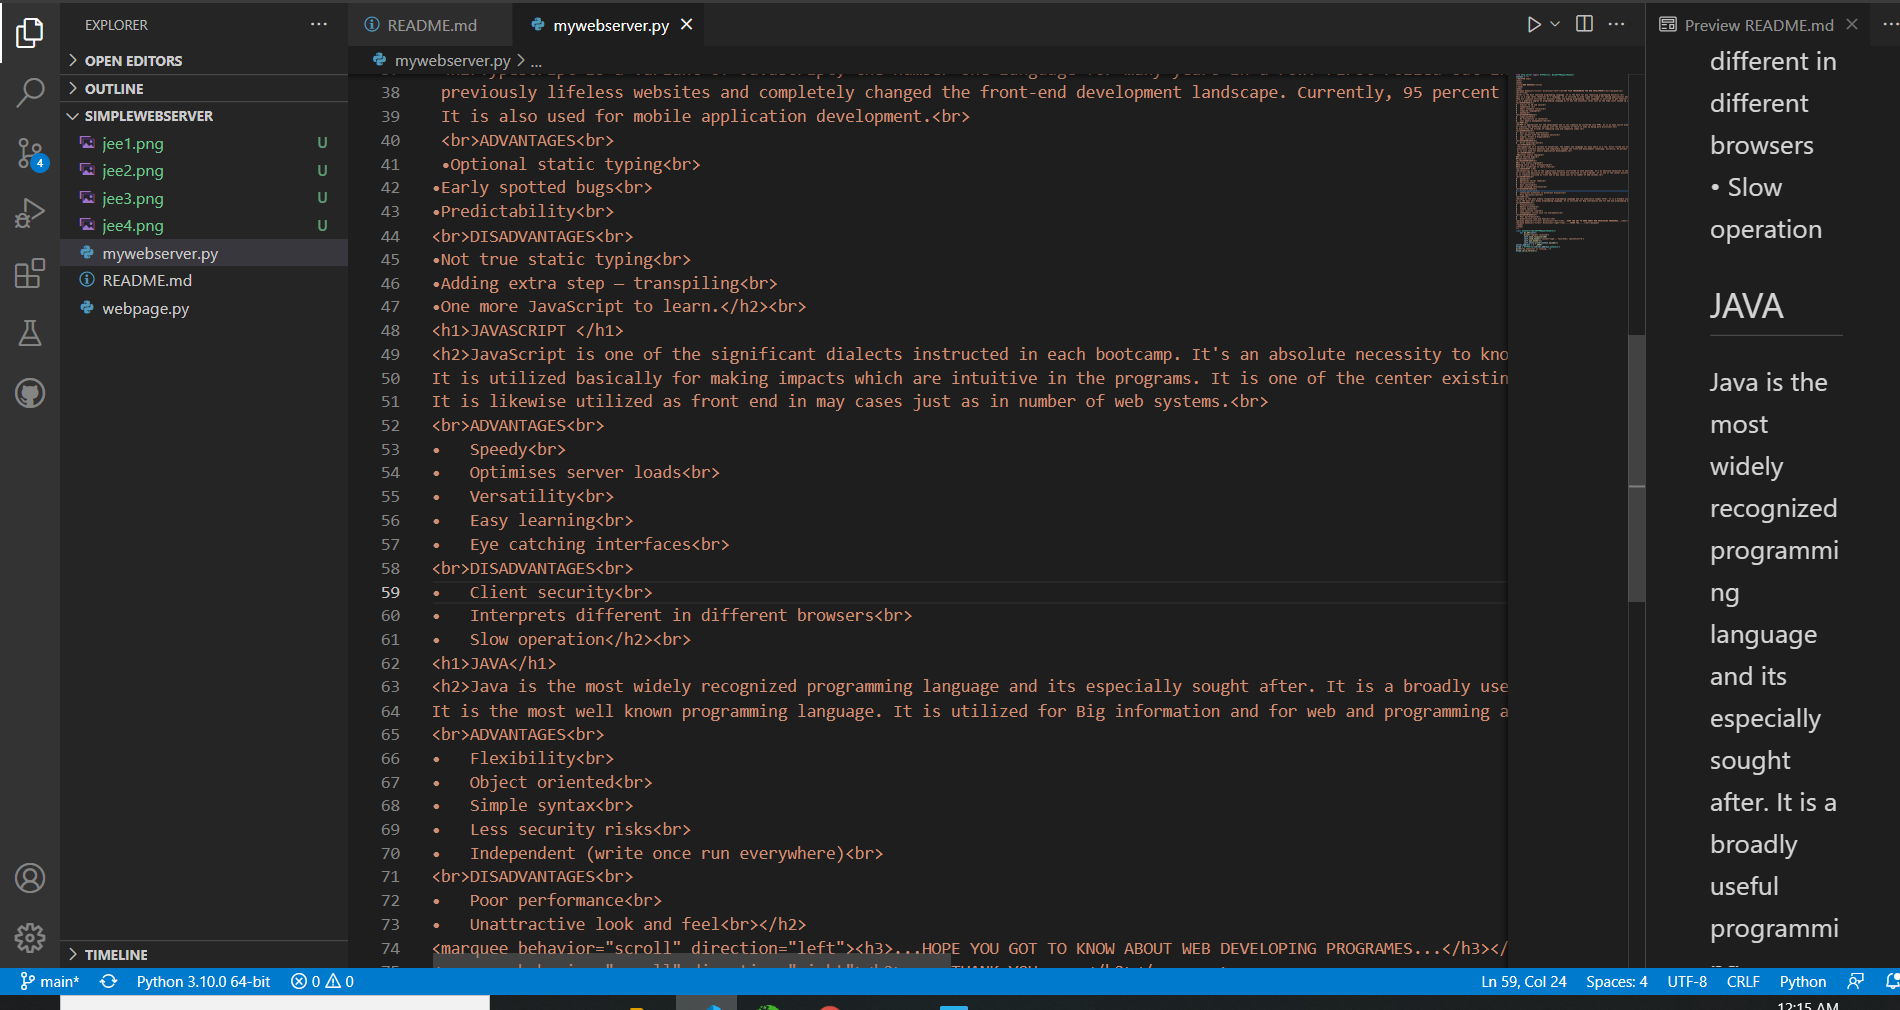 EXPLORER
OPEN EDITORS
OUTLINE
SIMPLEWEBSERVER
jee1.png U
jee2.png U
jee3.png U
jee4.png U
mywebserver.py
README.md
webpage.py
TIMELINE
4
README.md
mywebserver.py
mywebserver.py > ...
38 previously lifeless websites and completely changed the front-end development landscape. Currently, 95 percent
39 It is also used for mobile application development.<br>
40 <br>ADVANTAGES<br>
41 •Optional static typing<br>
42 •Early spotted bugs<br>
43 •Predictability<br>
44 <br>DISADVANTAGES<br>
45 •Not true static typing<br>
46 •Adding extra step – transpiling<br>
47 •One more JavaScript to learn.</h2><br>
48 <h1>JAVASCRIPT </h1>
49 <h2>JavaScript is one of the significant dialects instructed in each bootcamp. It's an absolute necessity to kno
50 It is utilized basically for making impacts which are intuitive in the programs. It is one of the center existin
51 It is likewise utilized as front end in may cases just as in number of web systems.<br>
52 <br>ADVANTAGES<br>
53 • Speedy<br>
54 • Optimises server loads<br>
55 • Versatility<br>
56 • Easy learning<br>
57 • Eye catching interfaces<br>
58 <br>DISADVANTAGES<br>
59 • Client security<br>
60 • Interprets different in different browsers<br>
61 • Slow operation</h2><br>
62 <h1>JAVA</h1>
63 <h2>Java is the most widely recognized programming language and its especially sought after. It is a broadly use
64 It is the most well known programming language. It is utilized for Big information and for web and programming a
65 <br>ADVANTAGES<br>
66 • Flexibility<br>
67 • Object oriented<br>
68 • Simple syntax<br>
69 • Less security risks<br>
70 • Independent (write once run everywhere)<br>
71 <br>DISADVANTAGES<br>
72 • Poor performance<br>
73 • Unattractive look and feel<br></h2>
74 <marquee behavior="scroll" direction="left"><h3>...HOPE YOU GOT TO KNOW ABOUT WEB DEVELOPING PROGRAMES...</h3></
Preview README.md
different in
different
browsers
• Slow
operation
JAVA
Java is the
most
widely
recognized
programmi
ng
language
and its
especially
sought
after. It is a
broadly
useful
programmi
main*
Python 3.10.0 64-bit
0 0
Ln 59, Col 24
Spaces: 4
UTF-8
CRLF
Python
12:15 AM